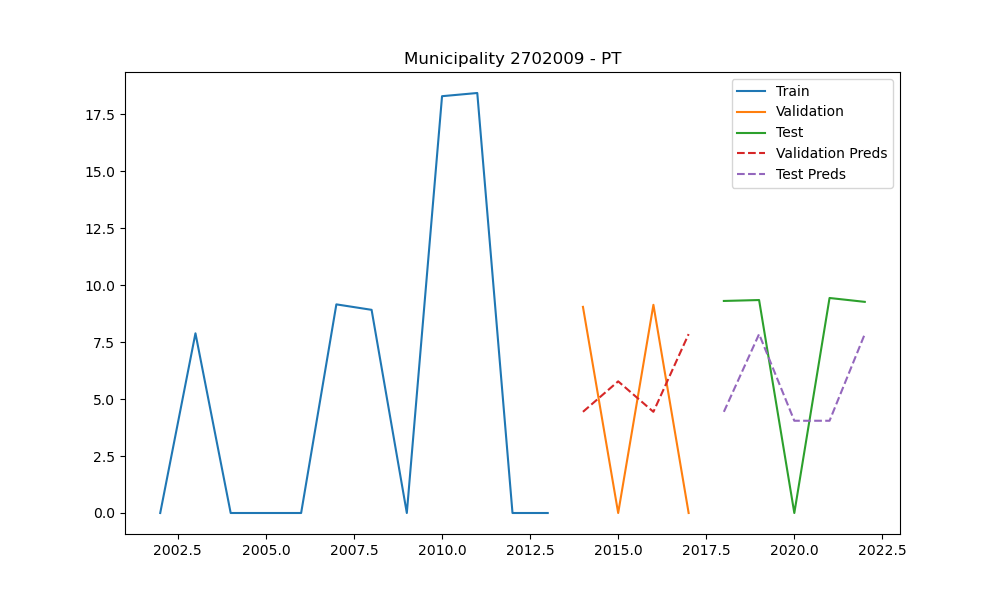 Municipality 2702009 - PT
Train
Validation
Test
Validation Preds
Test Preds
17.5
15.0
12.5
10.0
7.5
5.0
2.5
0.0
2002.5 2005.0 2007.5 2010.0 2012.5 2015.0 2017.5 2020.0 2022.5